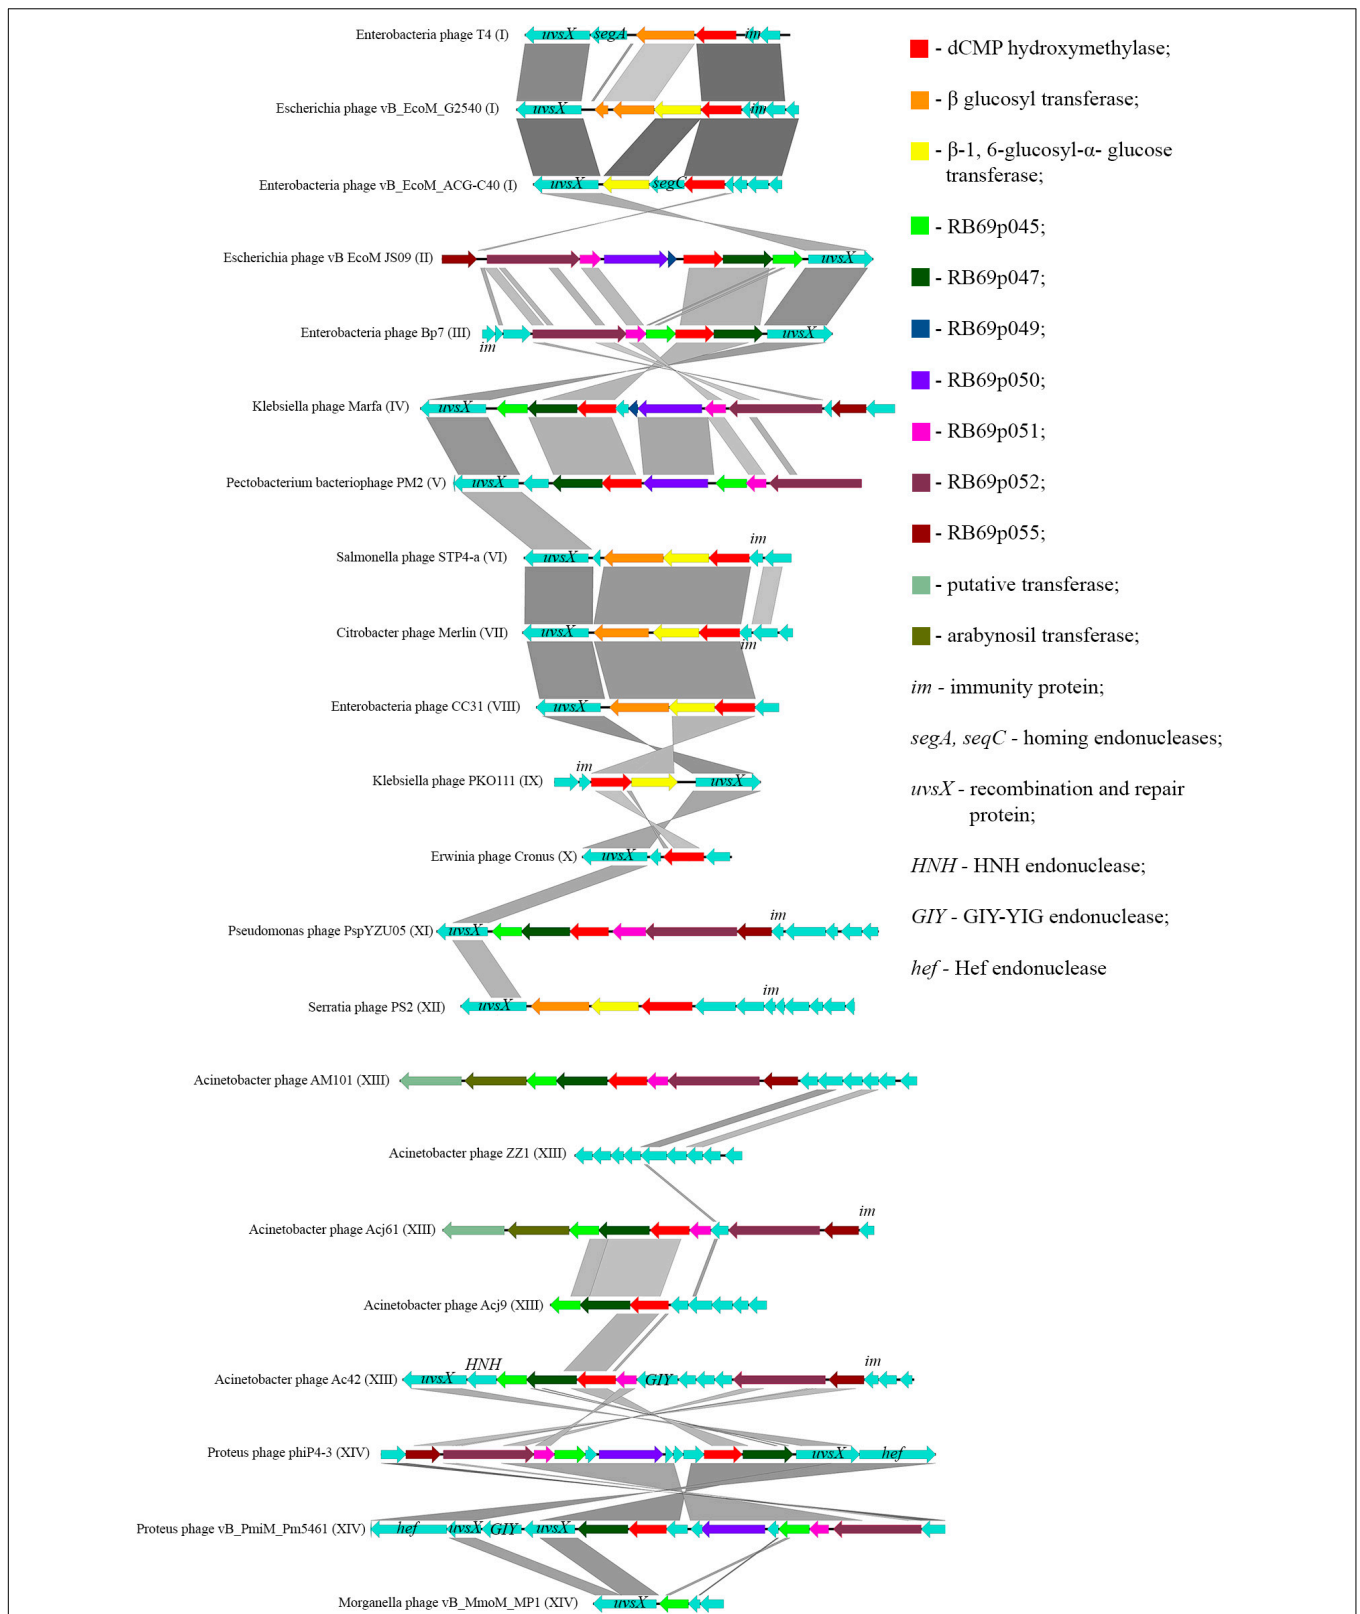 Enterobacteria phage T4 (I)
uvsX
segA
im
Escherichia phage vB_EcoM_G2540 (I)
uvsX
im
Enterobacteria phage vB_EcoM_ACG-C40 (I)
uvsX
segC
Escherichia phage vB EcoM JS09 (II)
uvsX
Enterobacteria phage Bp7 (III)
im
uvsX
Klebsiella phage Marfa (IV)
uvsX
Pectobacterium bacteriophage PM2 (V)
uvsX
Salmonella phage STP4-a (VI)
uvsX
im
Citrobacter phage Merlin (VII)
uvsX
im
Enterobacteria phage CC31 (VIII)
uvsX
Klebsiella phage PKO111 (IX)
im
uvsX
Erwinia phage Cronus (X)
uvsX
Pseudomonas phage PspYZU05 (XI)
uvsX
im
Serratia phage PS2 (XII)
uvsX
im
Acinetobacter phage AM101 (XIII)
Acinetobacter phage ZZ1 (XIII)
Acinetobacter phage Acj61 (XIII)
im
Acinetobacter phage Acj9 (XIII)
Acinetobacter phage Ac42 (XIII)
uvsX
HNH
GIY
im
Proteus phage phiP4-3 (XIV)
uvsX
hef
Proteus phage vB_PmiM_Pm5461 (XIV)
hef
uvsX
GIY
uvsX
Morganella phage vB_MmoM_MP1 (XIV)
uvsX
- dCMP hydroxymethylase;
- β glucosyl transferase;
- β-1, 6-glucosyl-α- glucose
transferase;
- RB69p045;
- RB69p047;
- RB69p049;
- RB69p050;
- RB69p051;
- RB69p052;
- RB69p055;
- putative transferase;
- arabynosil transferase;
im - immunity protein;
segA, seqC - homing endonucleases;
uvsX - recombination and repair
protein;
HNH - HNH endonuclease;
GIY - GIY-YIG endonuclease;
hef - Hef endonuclease